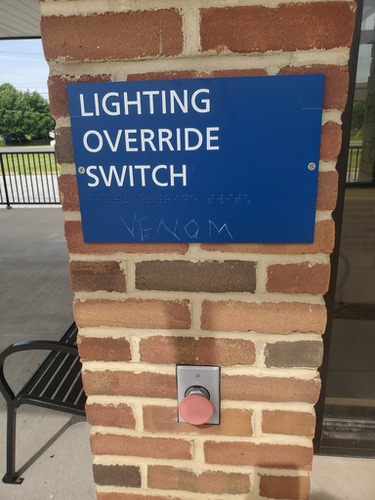 LIGHTING
OVERRIDE
SWITCH
VENOM